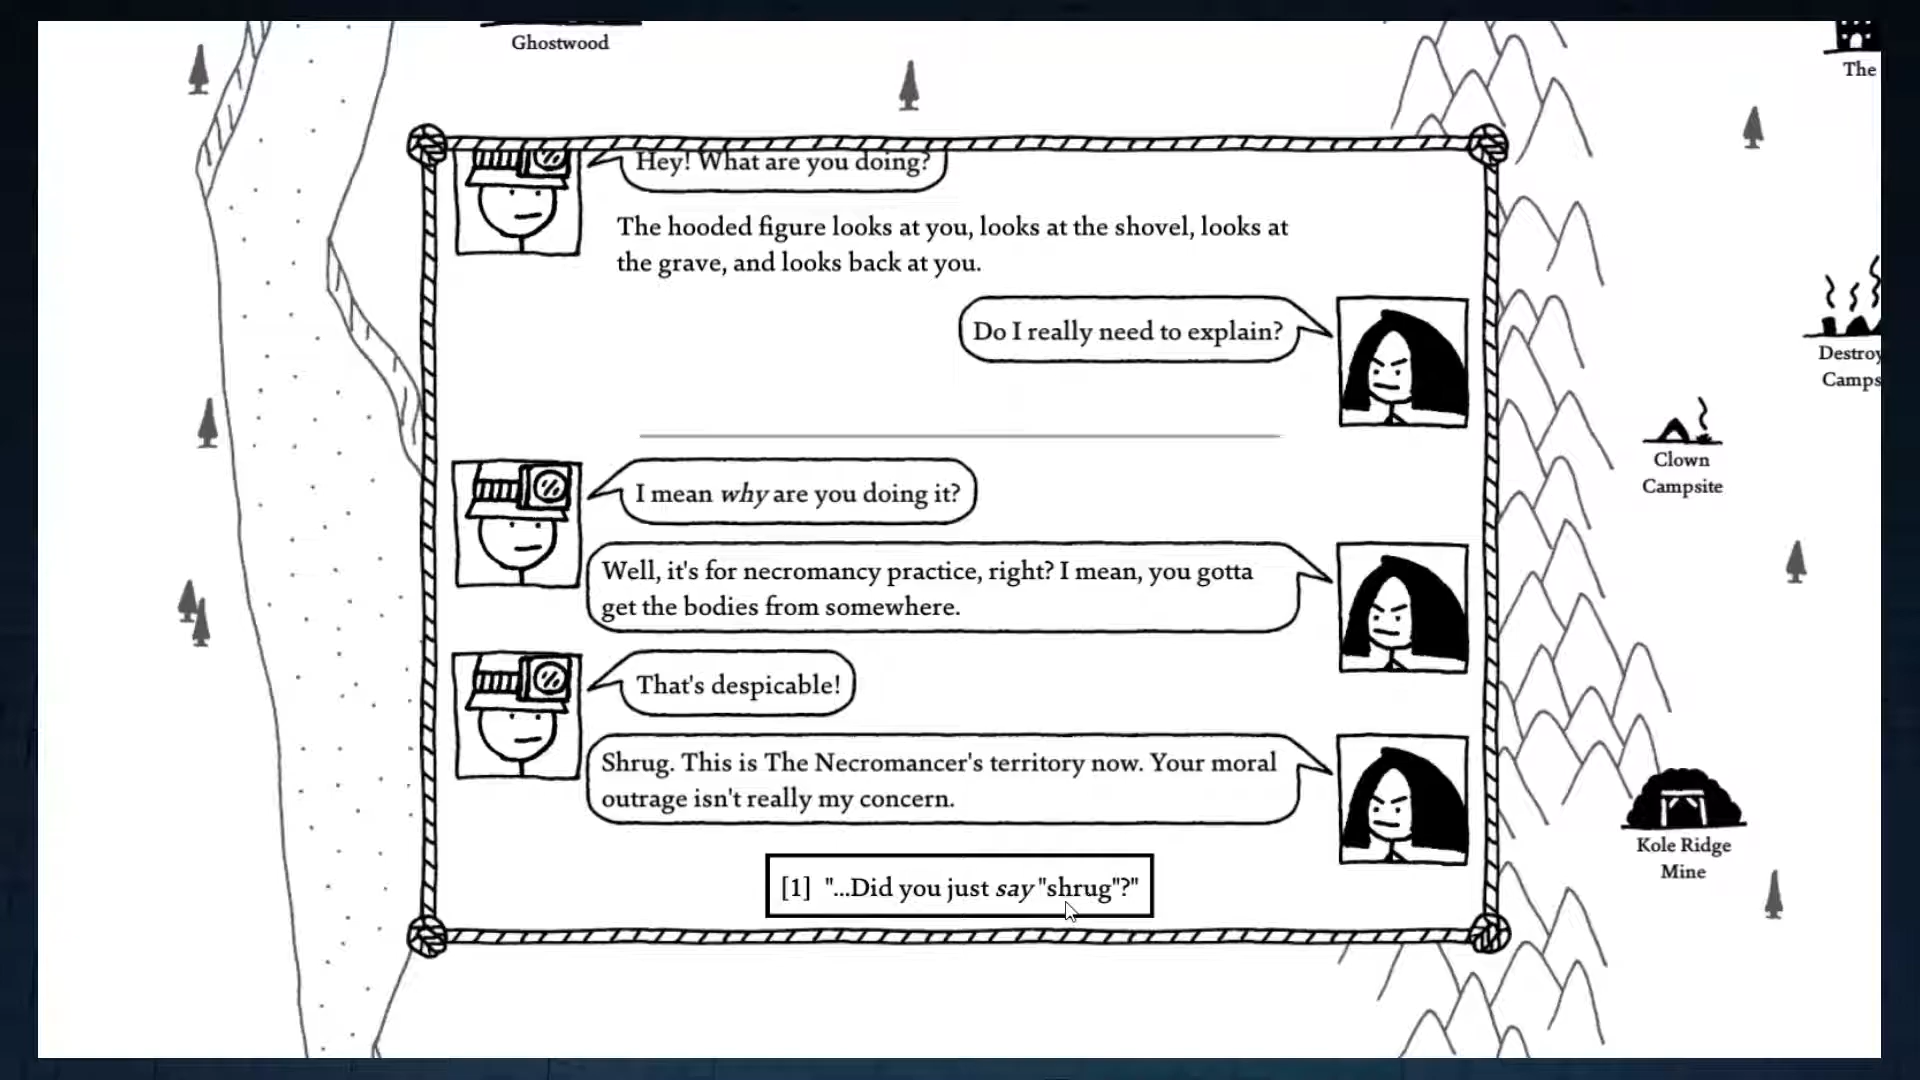 Ghostwood
The
Hey! What are you doing?
The hooded figure looks at you, looks at the shovel, looks at
the grave, and looks back at you.
Do I really need to explain?
Destroy
Camps
Clown
Campsite
I mean why are you doing it?
Well, it's for necromancy practice, right? I mean, you gotta
get the bodies from somewhere.
That's despicable!
Shrug. This is The Necromancer's territory now. Your moral
outrage isn't really my concern.
Kole Ridge
Mine
[1] "...Did you just say "shrug"?"